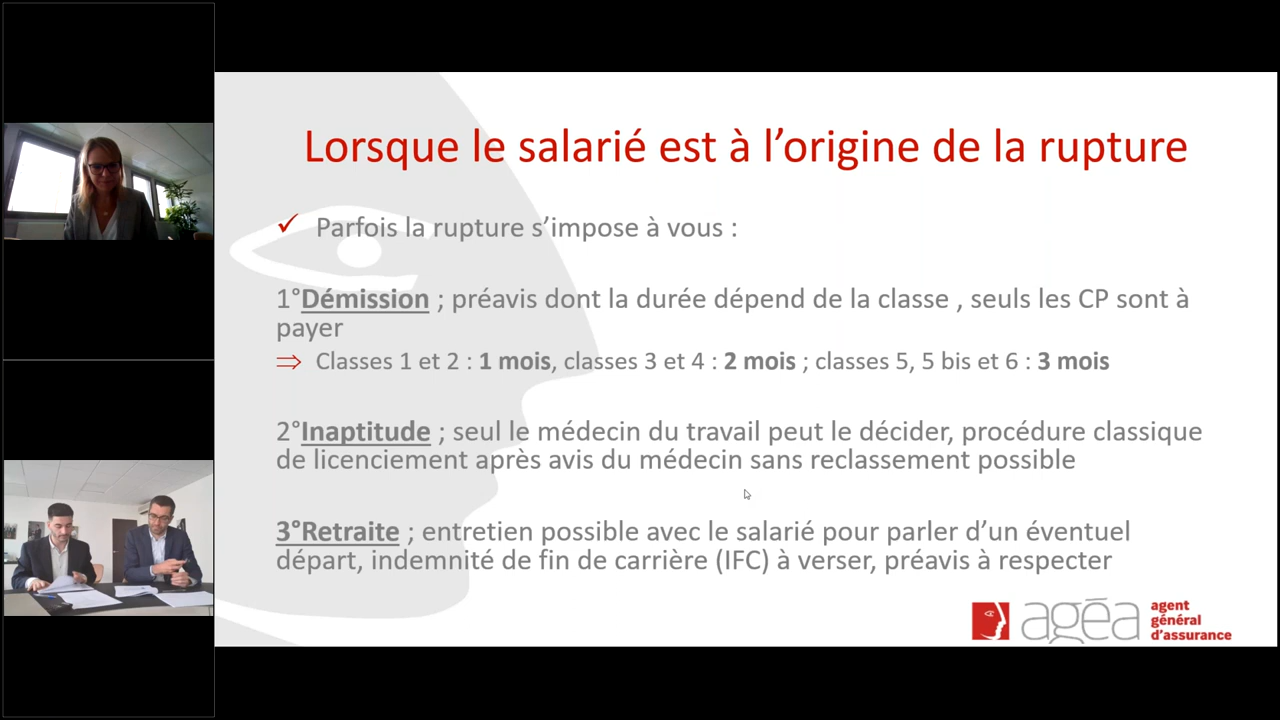 Lorsque le salarié est à l’origine de la rupture
✓ Parfois la rupture s’impose à vous :
1°Démission ; préavis dont la durée dépend de la classe , seuls les CP sont à
payer
⇒ Classes 1 et 2 : 1 mois, classes 3 et 4 : 2 mois ; classes 5, 5 bis et 6 : 3 mois
2°Inaptitude ; seul le médecin du travail peut le décider, procédure classique
de licenciement après avis du médecin sans reclassement possible
3°Retraite ; entretien possible avec le salarié pour parler d’un éventuel
départ, indemnité de fin de carrière (IFC) à verser, préavis à respecter
agéa
agent
général
d’assurance